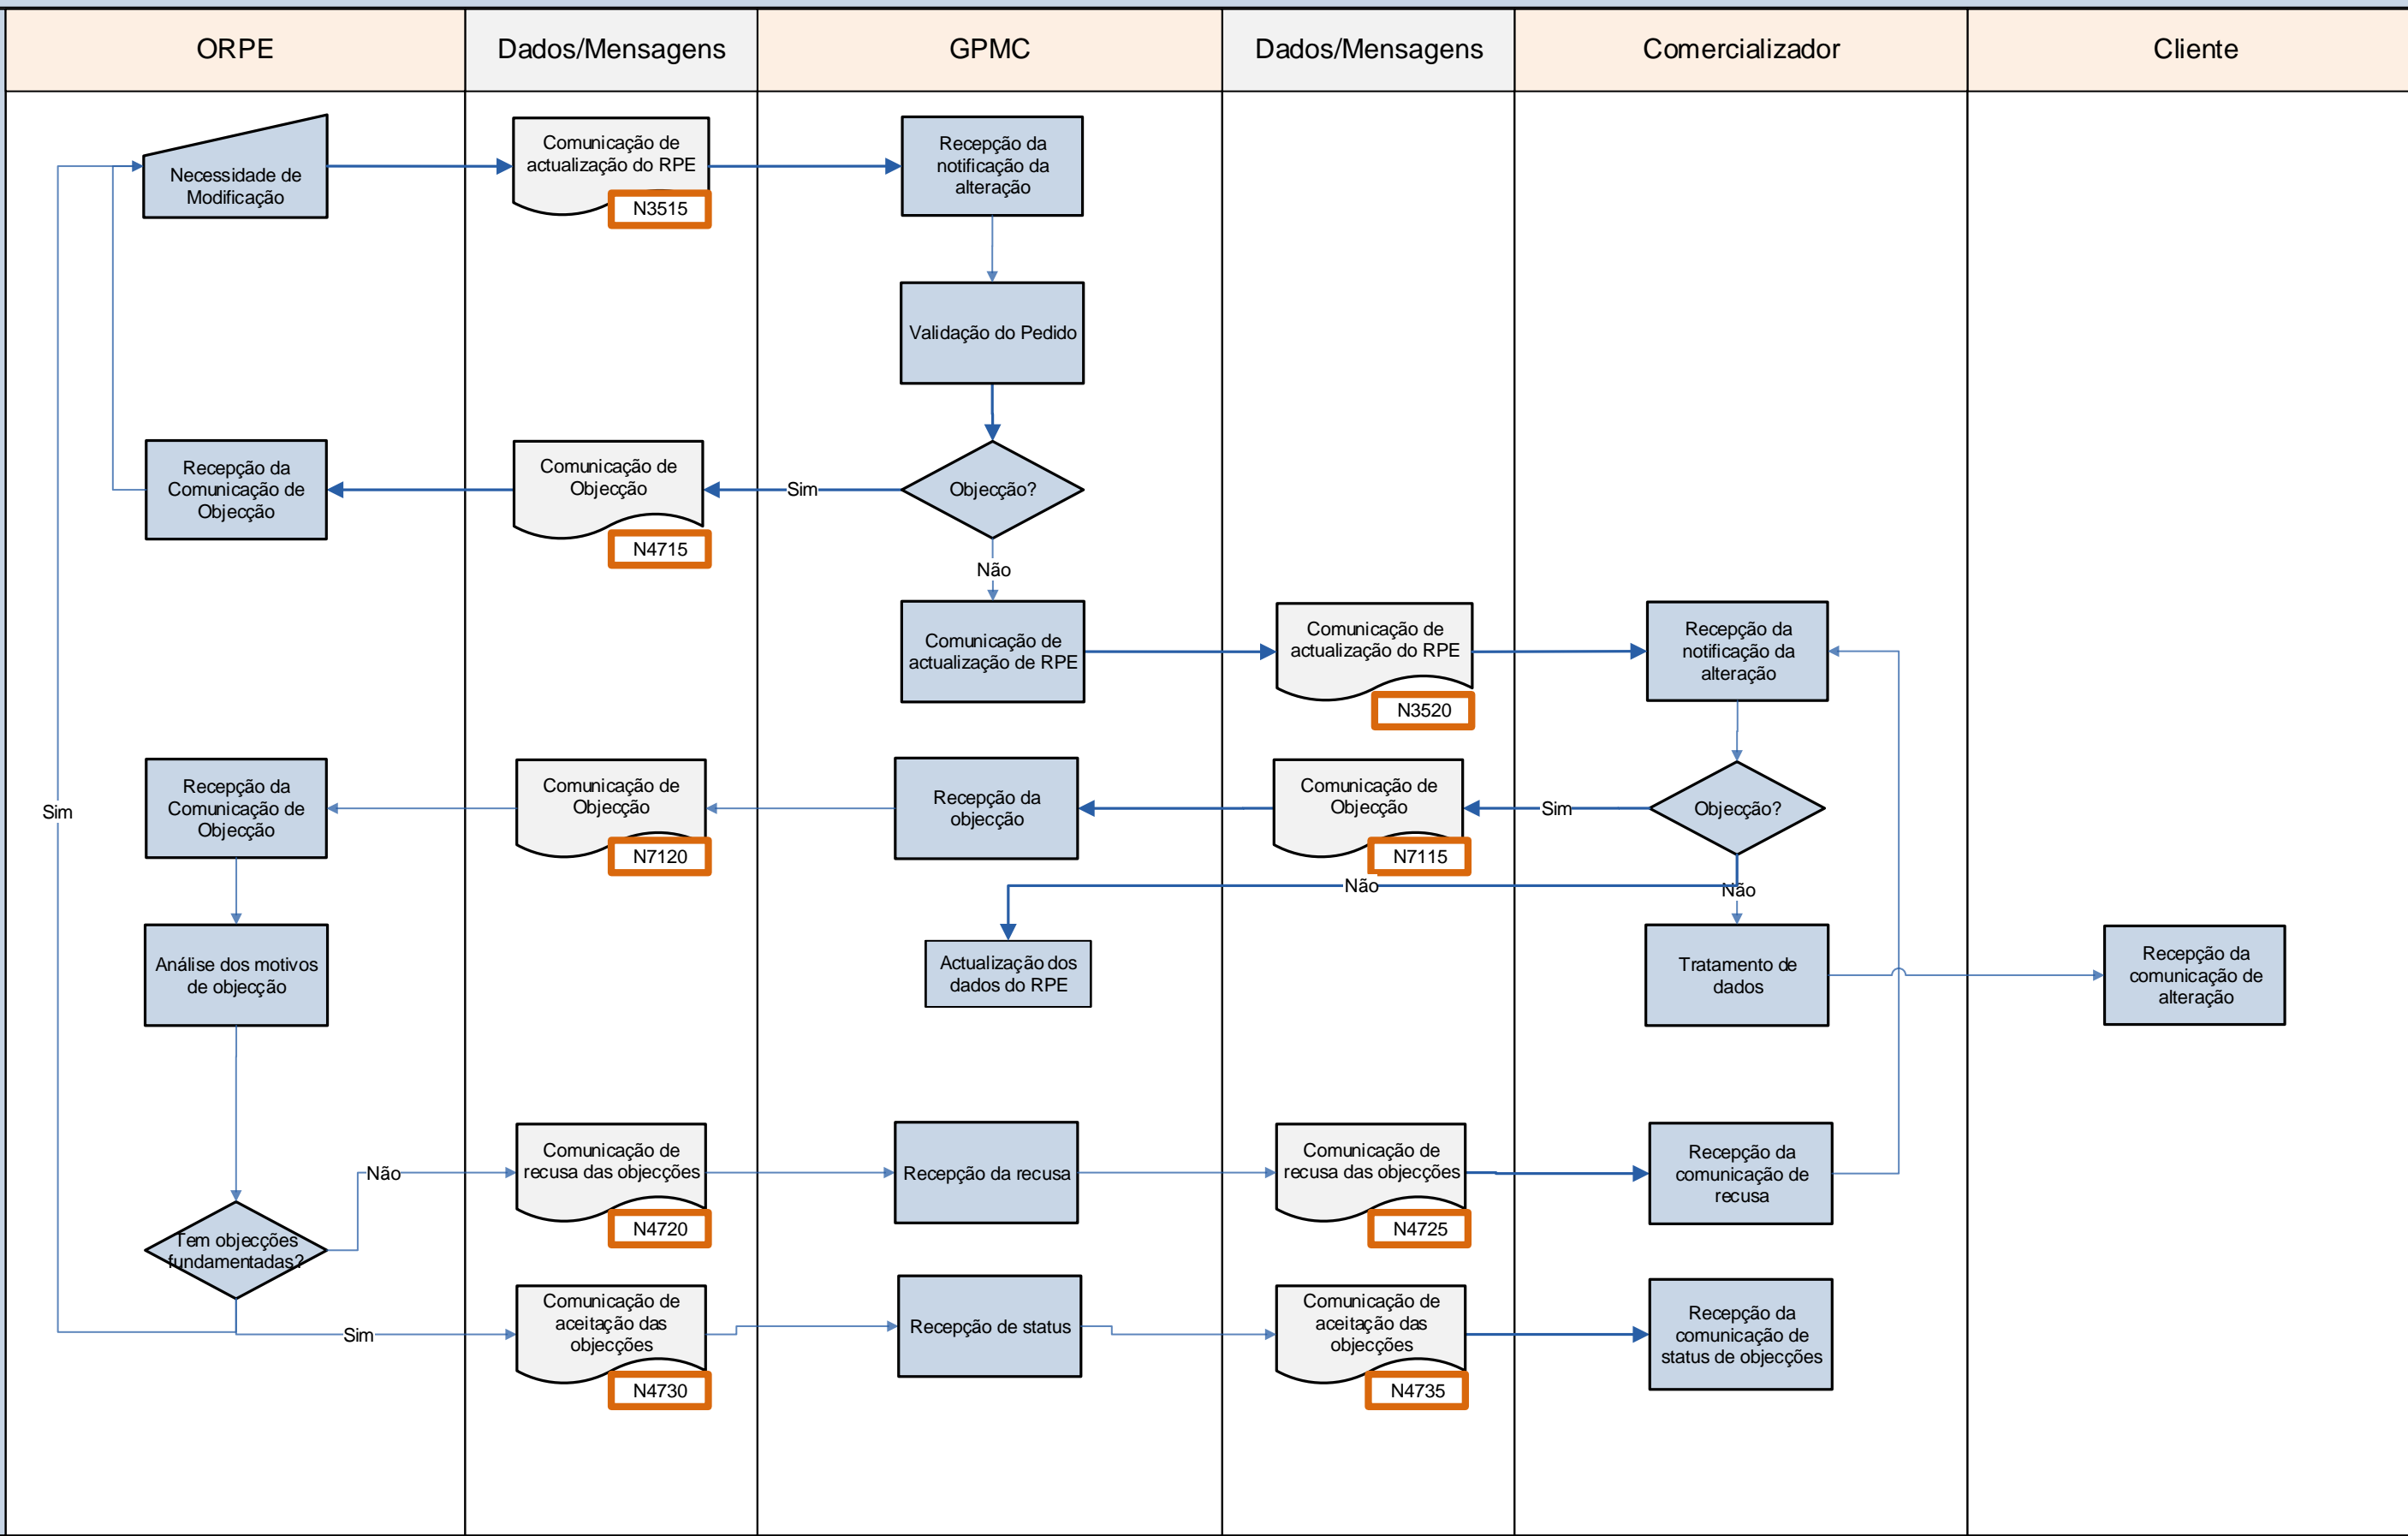 ORPE
Dados/Mensagens
GPMC
Dados/Mensagens
Comercializador
Cliente
Necessidade de
Modificação
Comunicação de
actualização do RPE
N3515
Recepção da
notificação da
alteração
Validação do Pedido
Recepção da
Comunicação de
Objecção
Comunicação de
Objecção
N4715
Sim
Objecção?
Não
Comunicação de
actualização de RPE
Comunicação de
actualização do RPE
N3520
Recepção da
notificação da
alteração
Sim
Recepção da
Comunicação de
Objecção
Comunicação de
Objecção
N7120
Recepção da
objecção
Comunicação de
Objecção
N7115
Sim
Objecção?
Não
Não
Análise dos motivos
de objecção
Actualização dos
dados do RPE
Tratamento de
dados
Recepção da
comunicação de
alteração
Não
Comunicação de
recusa das objecções
N4720
Recepção da recusa
Comunicação de
recusa das objecções
N4725
Recepção da
comunicação de
recusa
Tem objecções
fundamentadas?
Sim
Comunicação de
aceitação das
objecções
N4730
Recepção de status
Comunicação de
aceitação das
objecções
N4735
Recepção da
comunicação de
status de objecções